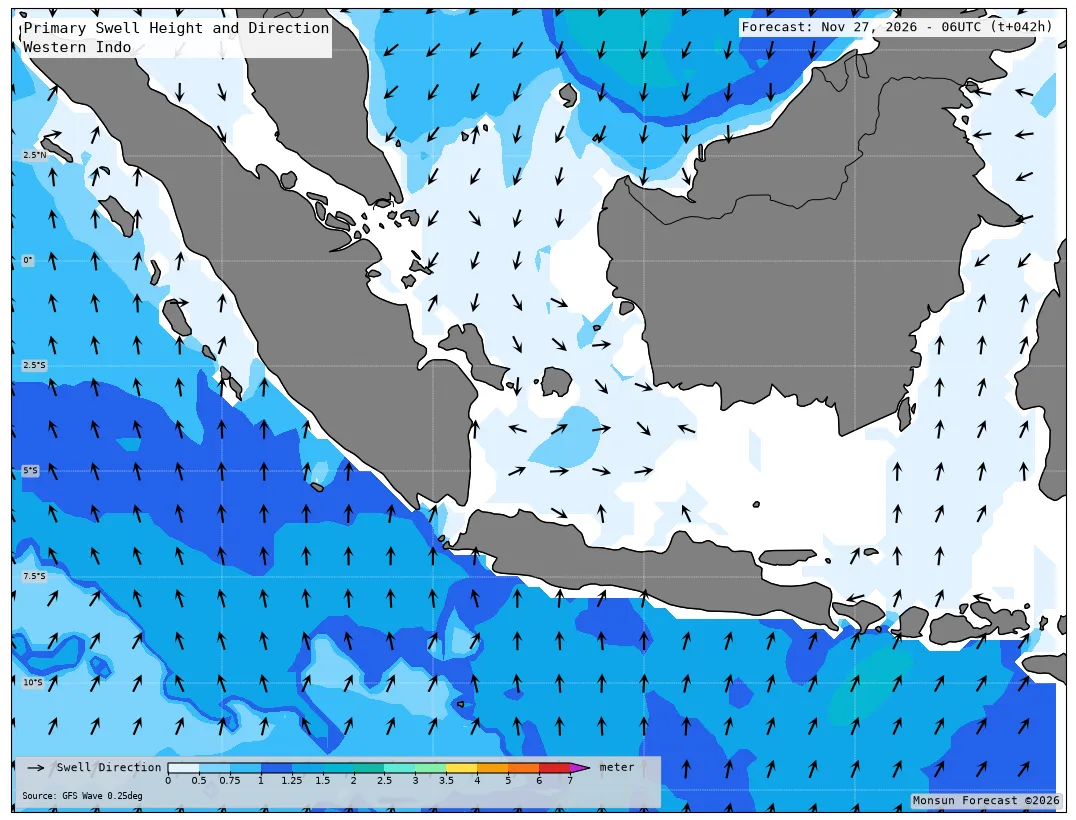 Primary Swell Height and Direction
Western Indo
Forecast: Nov 27, 2026 - 06UTC (t+042h)
2.5°N
0°
2.5°S
5°S
7.5°S
10°S
Swell Direction
0 0.5 0.75 1 1.25 1.5 2 2.5 3 3.5 4 5 6 7
meter
Source: GFS Wave 0.25deg
Monsun Forecast ©2026